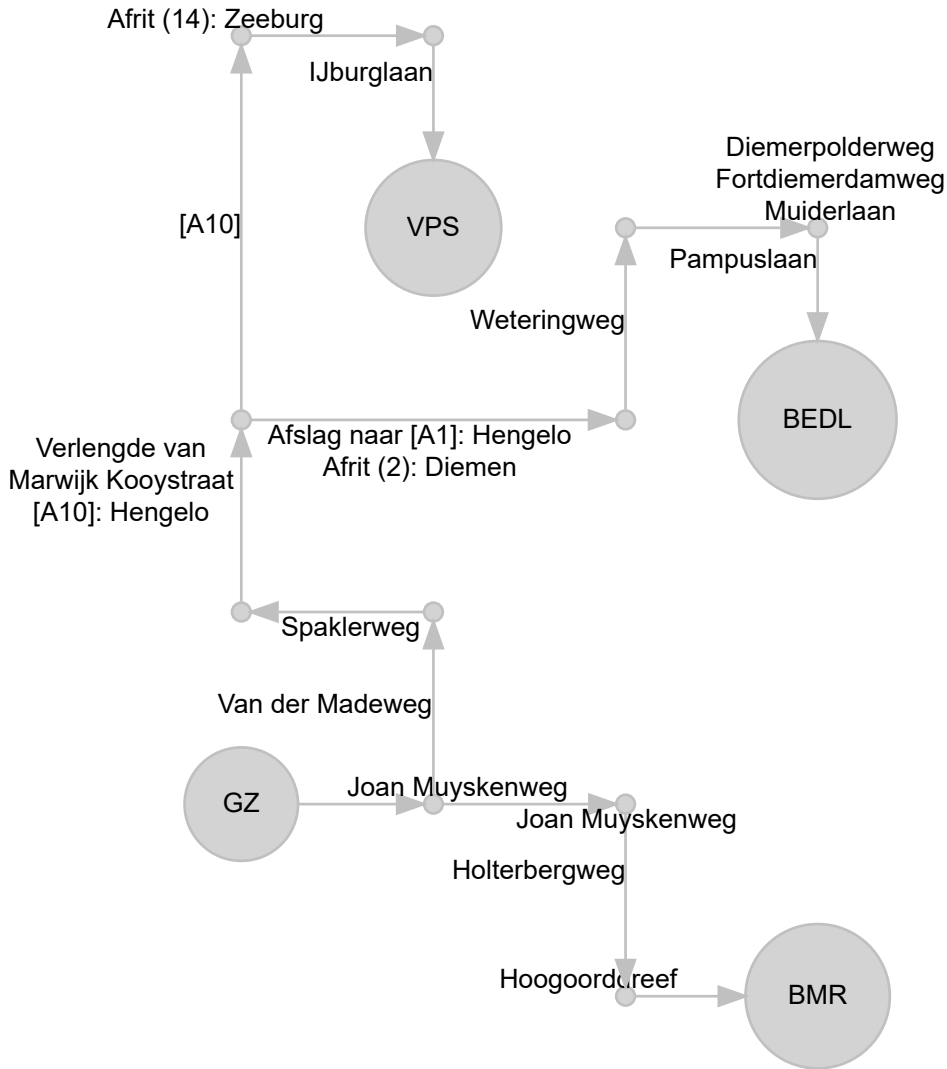 Afrit (14): Zeeburg
IJburglaan
Diemerpolderweg
Fortdiemerdamweg
Muiderlaan
[A10]
VPS
Pampuslaan
Weteringweg
BEDL
Verlengde van
Marwijk Kooystraat
[A10]: Hengelo
Afslag naar [A1]: Hengelo
Afrit (2): Diemen
Spaklerweg
Van der Madeweg
GZ
Joan Muyskenweg
Joan Muyskenweg
Holterbergweg
Hoogoorddreef
BMR